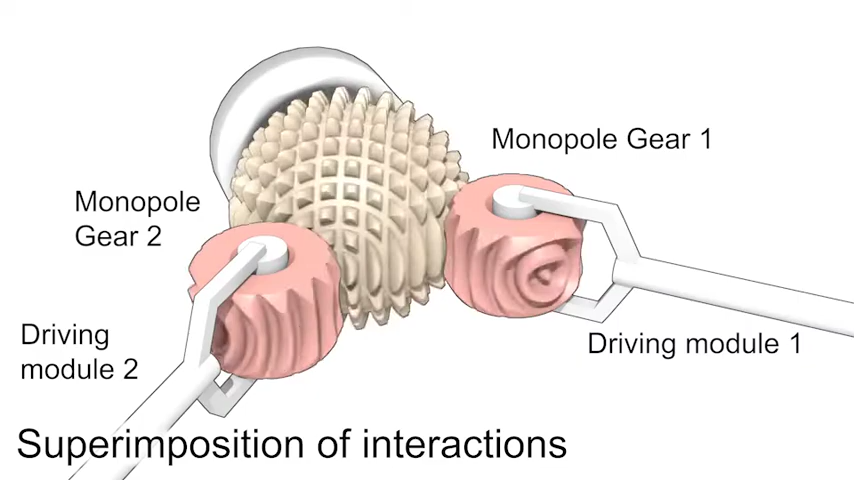 Monopole Gear 1
Monopole
Gear 2
Driving
module 2
Driving module 1
Superimposition of interactions